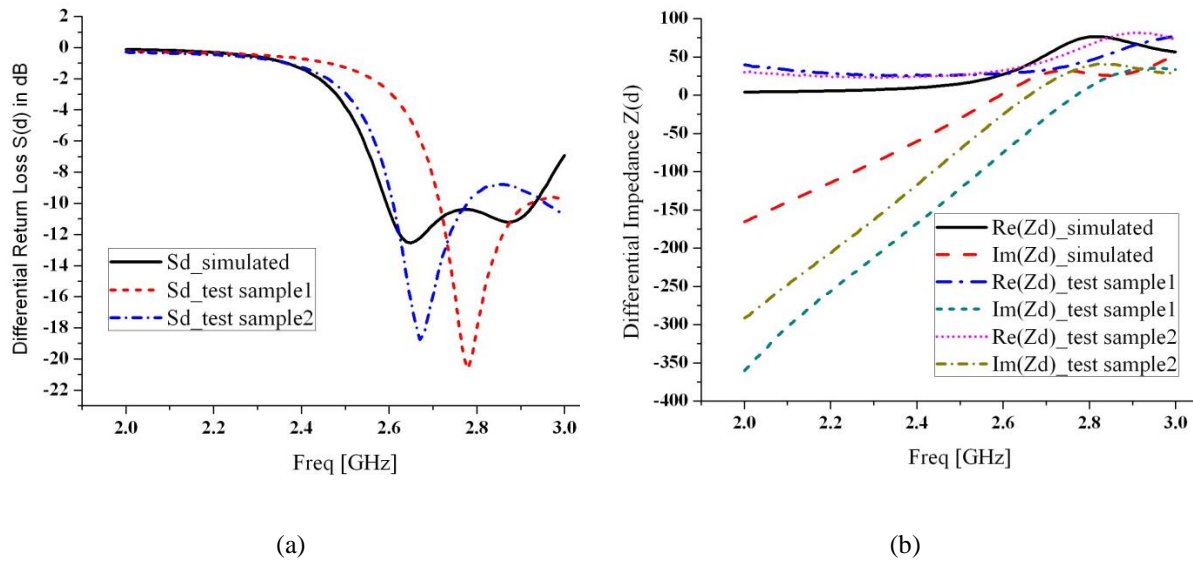 Differential Return Loss S(d) in dB
2
0
-2
-4
-6
-8
-10
-12
-14
-16
-18
-20
-22
Sd_simulated
Sd_test sample1
Sd_test sample2
2.0 2.2 2.4 2.6 2.8 3.0
Freq [GHz]
(a)
Differential Impedance Z(d)
100
50
0
-50
-100
-150
-200
-250
-300
-350
-400
Re(Zd)_simulated
Im(Zd)_simulated
Re(Zd)_test sample1
Im(Zd)_test sample1
Re(Zd)_test sample2
Im(Zd)_test sample2
2.0 2.2 2.4 2.6 2.8 3.0
Freq [GHz]
(b)